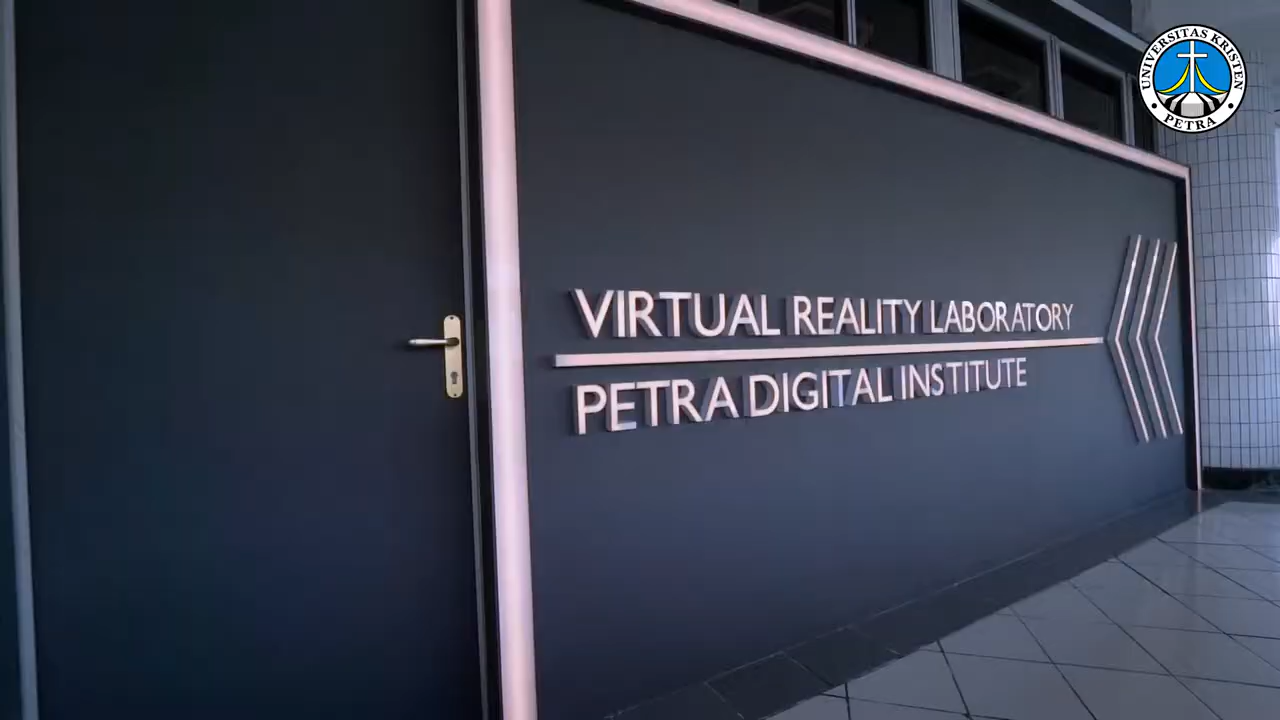 UNIVERSITAS KRISTEN
PETRA
VIRTUAL REALITY LABORATORY
PETRA DIGITAL INSTITUTE